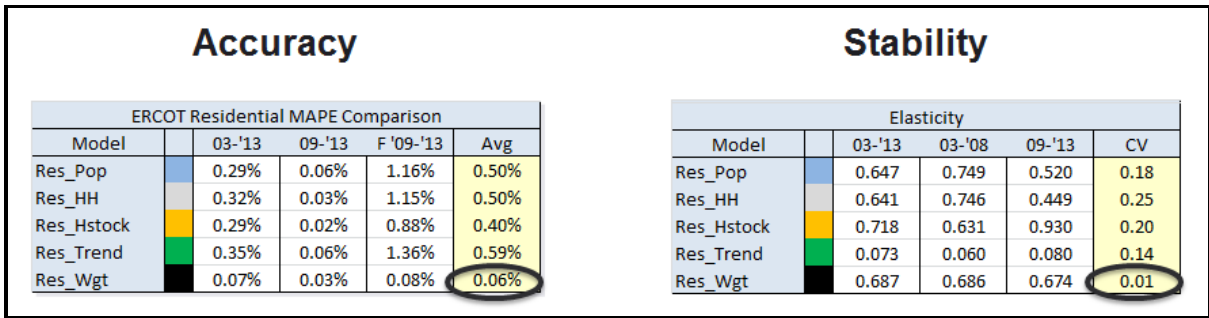 Accuracy
ERCOT Residential MAPE Comparison
Model 03-'13 09-'13 F '09-'13 Avg
Res_Pop 0.29% 0.06% 1.16% 0.50%
Res_HH 0.32% 0.03% 1.15% 0.50%
Res_Hstock 0.29% 0.02% 0.88% 0.40%
Res_Trend 0.35% 0.06% 1.36% 0.59%
Res_Wgt 0.07% 0.03% 0.08% 0.06%
Stability
Elasticity
Model 03-'13 03-'08 09-'13 CV
Res_Pop 0.647 0.749 0.520 0.18
Res_HH 0.641 0.746 0.449 0.25
Res_Hstock 0.718 0.631 0.930 0.20
Res_Trend 0.073 0.060 0.080 0.14
Res_Wgt 0.687 0.686 0.674 0.01